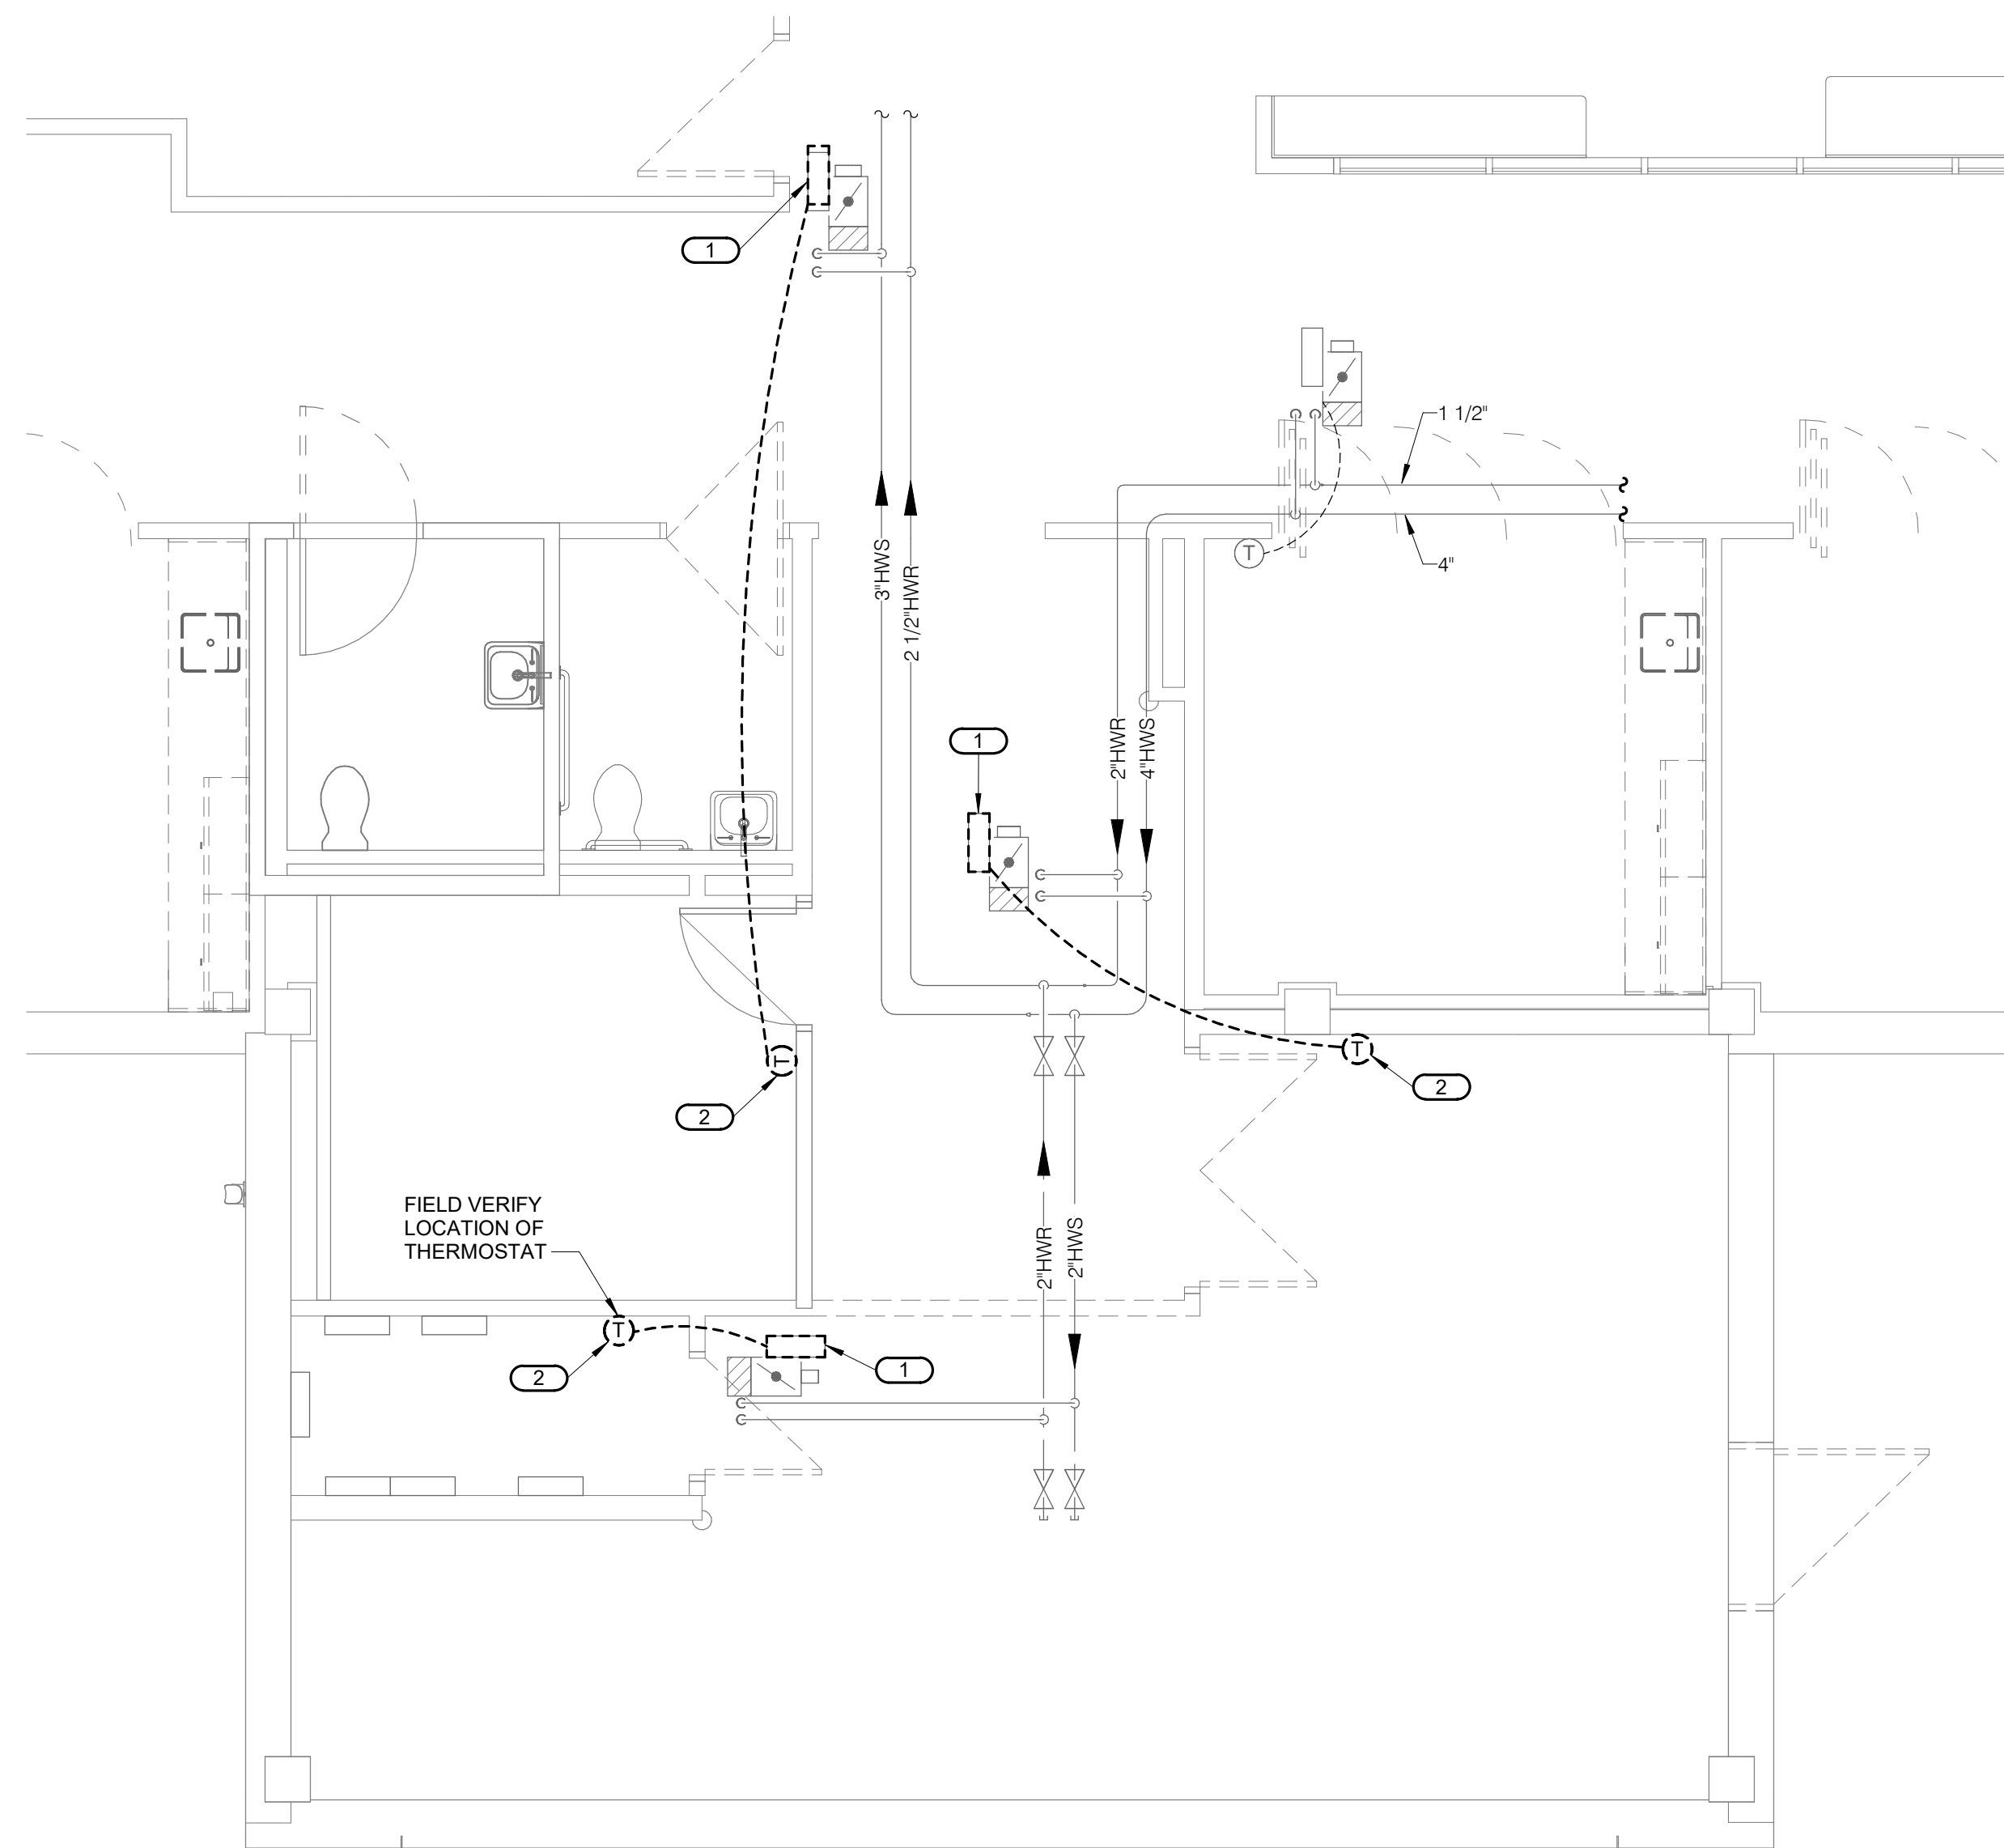 1
1 1/2"
3"HWS
2 1/2"HWR
T
4"
1
2"HWR
4"HWS
T
T
2
2
FIELD VERIFY
LOCATION OF
THERMOSTAT
2"HWR
2"HWS
T
2
1